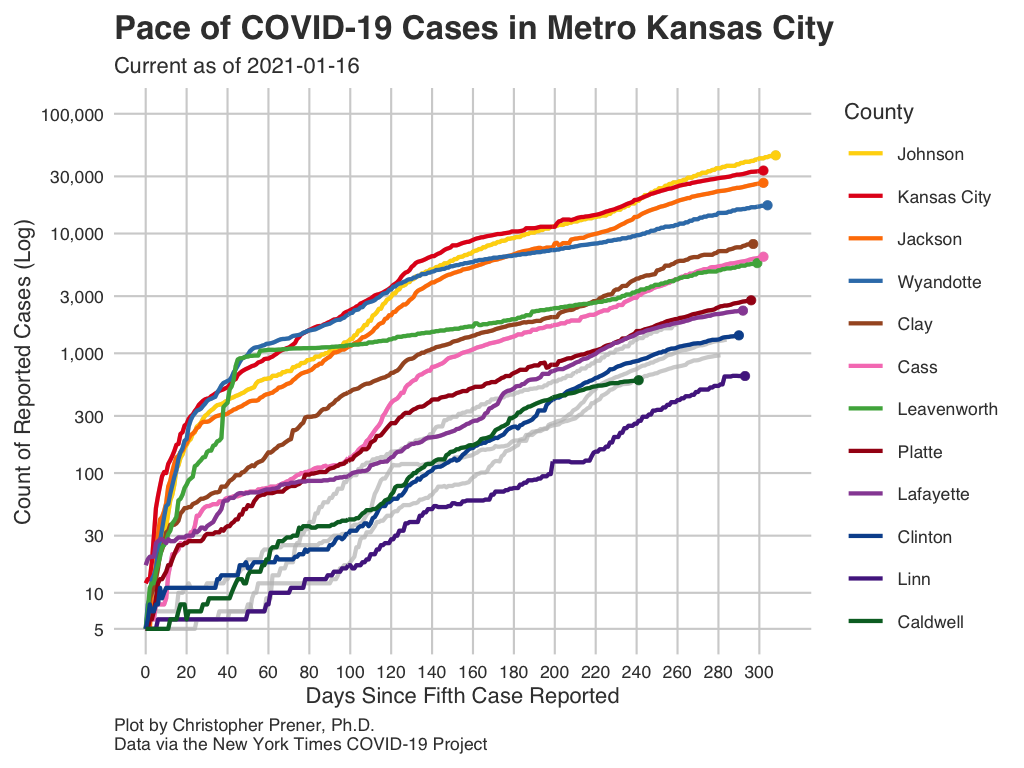 Pace of COVID-19 Cases in Metro Kansas City
Current as of 2021-01-16
Count of Reported Cases (Log)
100,000
30,000
10,000
3,000
1,000
300
100
30
10
5
0 20 40 60 80 100 120 140 160 180 200 220 240 260 280 300
Days Since Fifth Case Reported
County
Johnson
Kansas City
Jackson
Wyandotte
Clay
Cass
Leavenworth
Platte
Lafayette
Clinton
Linn
Caldwell
Plot by Christopher Prener, Ph.D.
Data via the New York Times COVID-19 Project